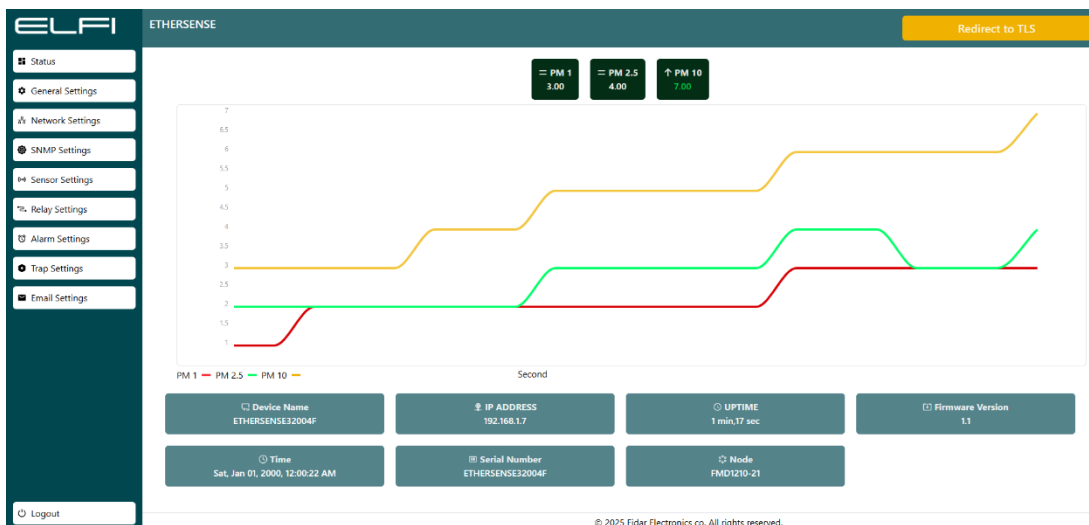 ELFI
ETHERSENSE
Redirect to TLS
Status
General Settings
Network Settings
SNMP Settings
Sensor Settings
Relay Settings
Alarm Settings
Trap Settings
Email Settings
Logout
= PM 1
3.00
= PM 2.5
4.00
↑ PM 10
7.00
7
6.5
6
5.5
5
4.5
4
3.5
3
2.5
2
1.5
1
PM 1 PM 2.5 PM 10
Second
Device Name
ETHERSENSE32004F
IP ADDRESS
192.168.1.7
UPTIME
1 min,17 sec
Firmware Version
1.1
Time
Sat, Jan 01, 2000, 12:00:22 AM
Serial Number
ETHERSENSE32004F
Node
FMD1210-21
© 2025 Fidar Electronics co. All rights reserved.